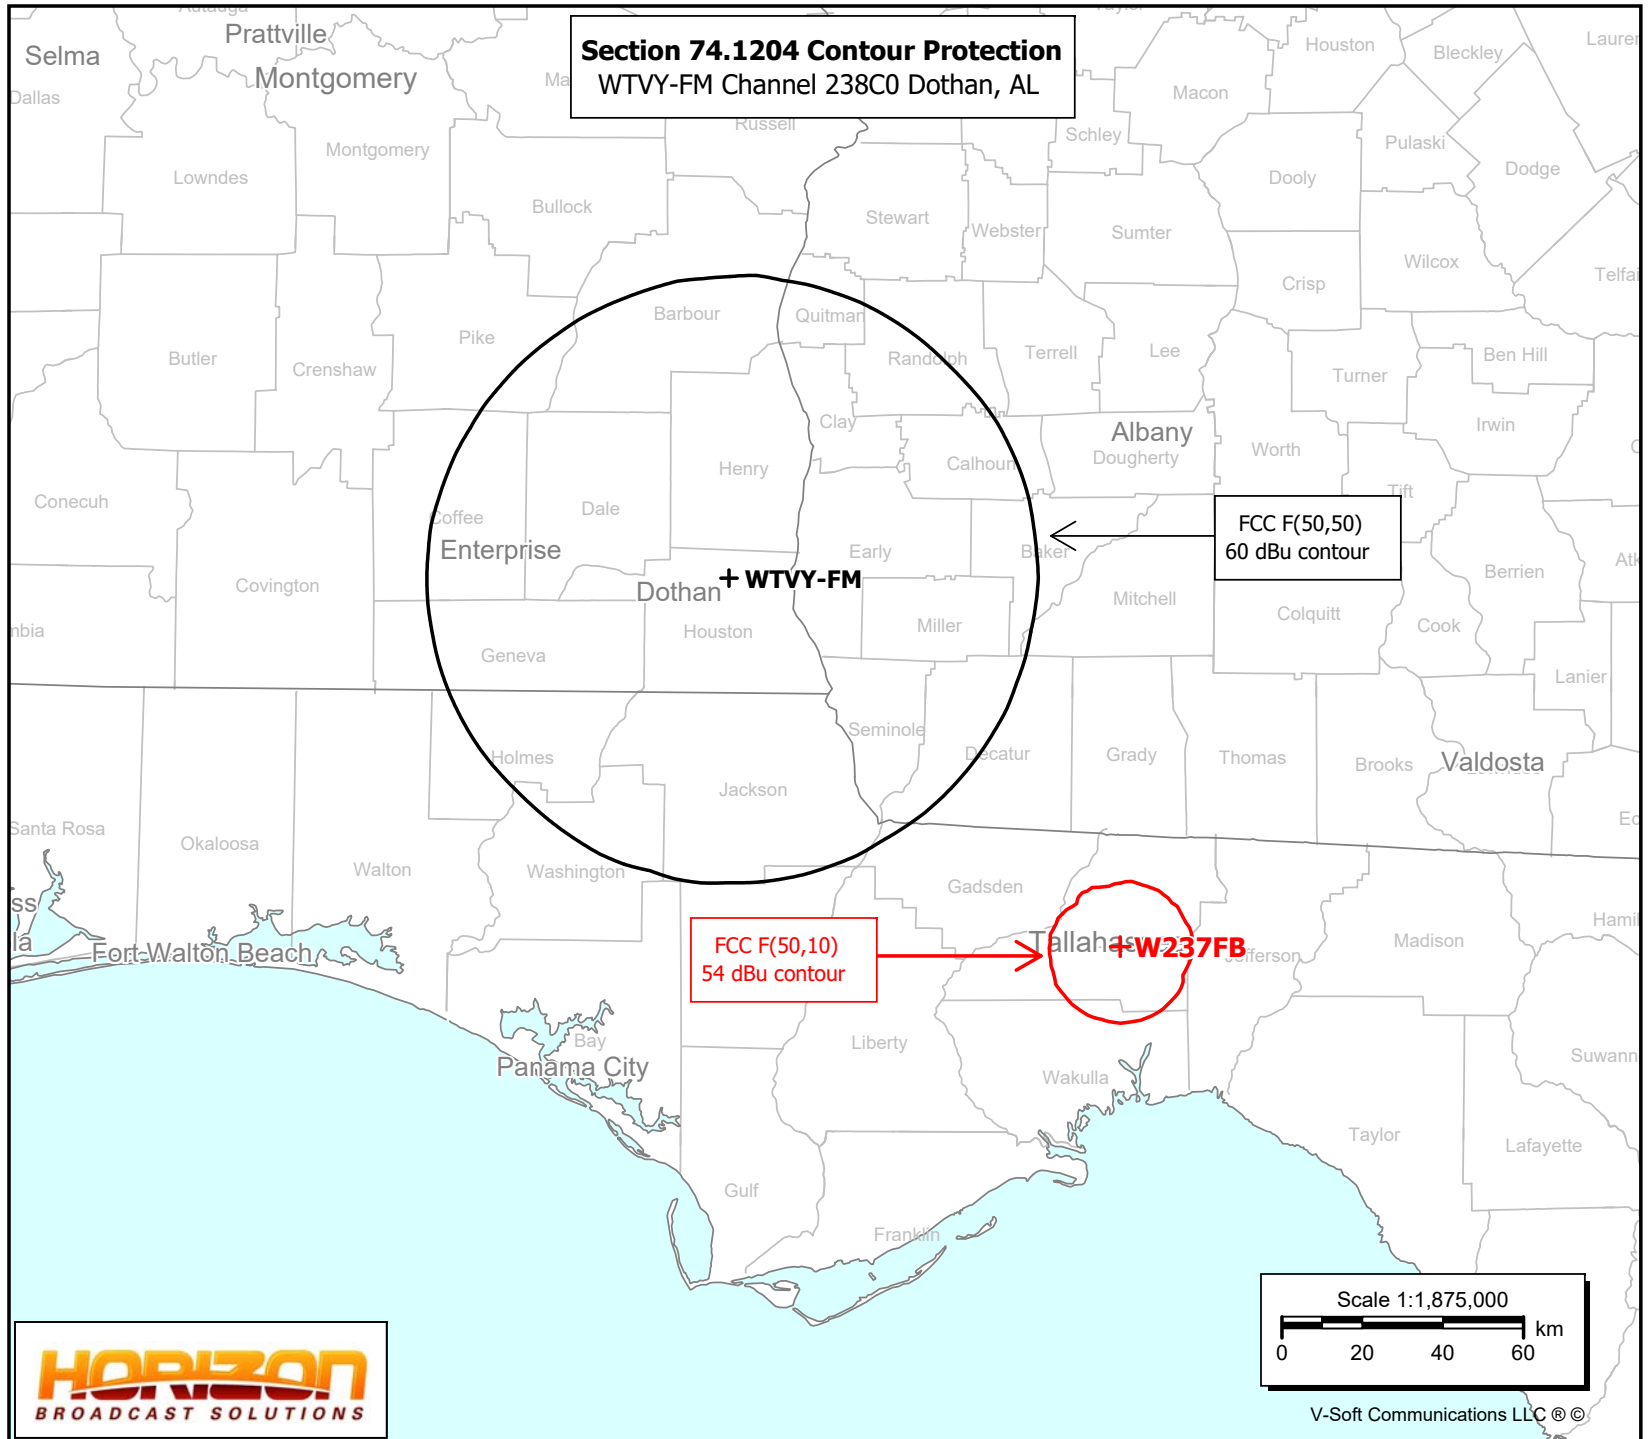 Section 74.1204 Contour Protection
WTVY-FM Channel 238C0 Dothan, AL
Prattville
Selma
Montgomery
Dallas
Houston
Bleckley
Macon
Russell
Schley
Pulaski
Montgomery
Lowndes
Dodge
Dooly
Bullock
Stewart
Webster
Sumter
Wilcox
Crisp
Barbour
Quitman
Pike
Butler
Crenshaw
Randolph
Terrell
Lee
Ben Hill
Turner
Clay
Albany
Irwin
Henry
Calhoun
Dougherty
Worth
Tift
Conecuh
Coffee
Dale
FCC F(50,50)
60 dBu contour
Enterprise
Early
Baker
Berrien
Covington
Dothan
WTVY-FM
Mitchell
Colquitt
Cook
Houston
Miller
Geneva
Lanier
Seminole
Holmes
Decatur
Grady
Thomas
Brooks
Valdosta
Jackson
Santa Rosa
Okaloosa
Walton
Washington
Gadsden
FCC F(50,10)
54 dBu contour
W237FB
Jefferson
Madison
Fort Walton Beach
Bay
Liberty
Panama City
Wakulla
Taylor
Lafayette
Gulf
Franklin
Scale 1:1,875,000
km
0 20 40 60
V-Soft Communications LLC ® ©
HORIZON
BROADCAST SOLUTIONS